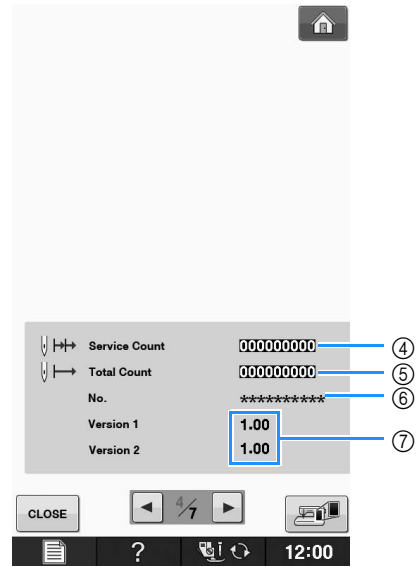 Service Count 000000000 ④
Total Count 000000000 ⑤
No. ********** ⑥
Version 1 1.00
⑦
Version 2 1.00
CLOSE 4/7
? 12:00